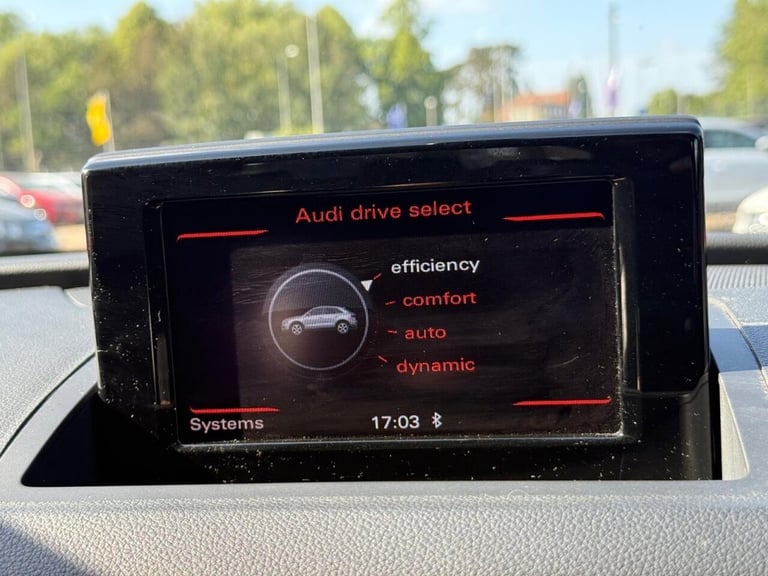 Audi drive select
efficiency
comfort
auto
dynamic
Systems
17:03